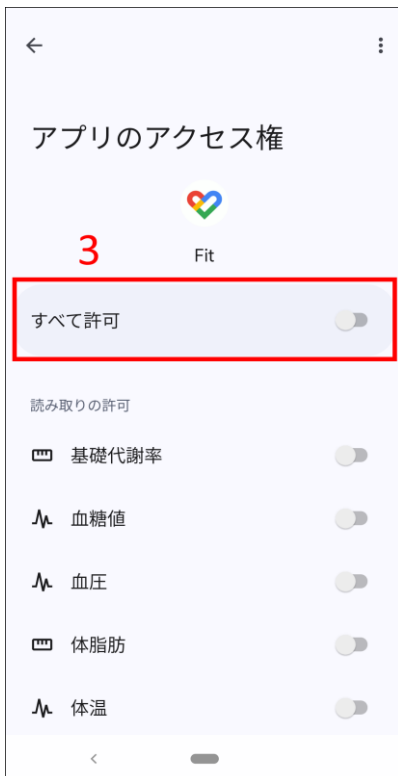 アプリのアクセス権
3
Fit
すべて許可
読み取りの許可
基礎代謝率
血糖値
血圧
体脂肪
体温